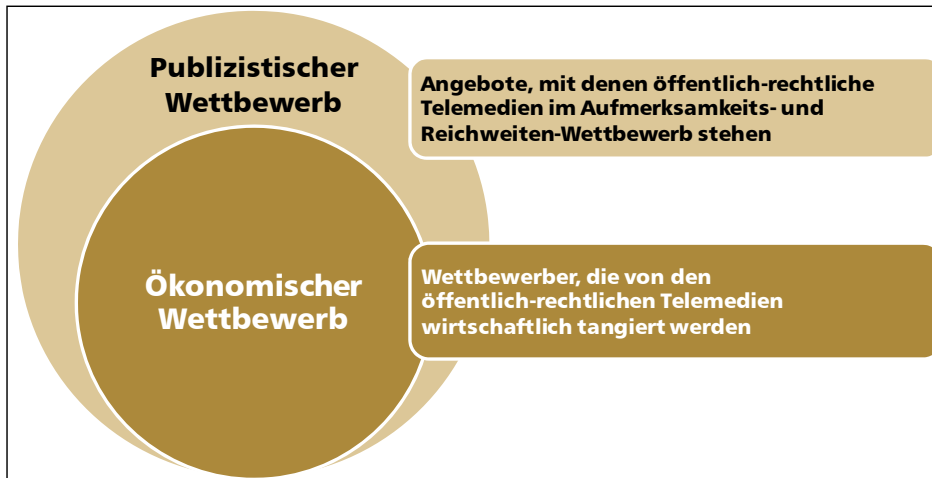 Publizistischer
Wettbewerb
Angebote, mit denen öffentlich-rechtliche
Telemedien im Aufmerksamkeits- und
Reichweiten-Wettbewerb stehen
Ökonomischer
Wettbewerb
Wettbewerber, die von den
öffentlich-rechtlichen Telemedien
wirtschaftlich tangiert werden